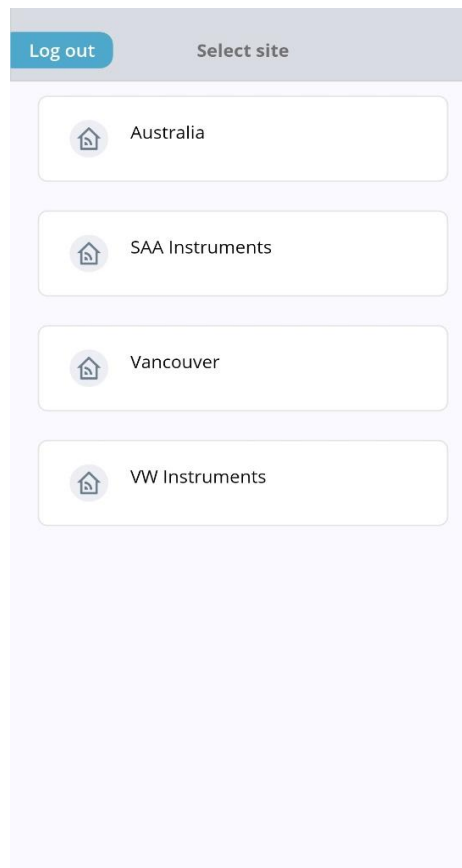 Log out
Select site
Australia
SAA Instruments
Vancouver
VW Instruments